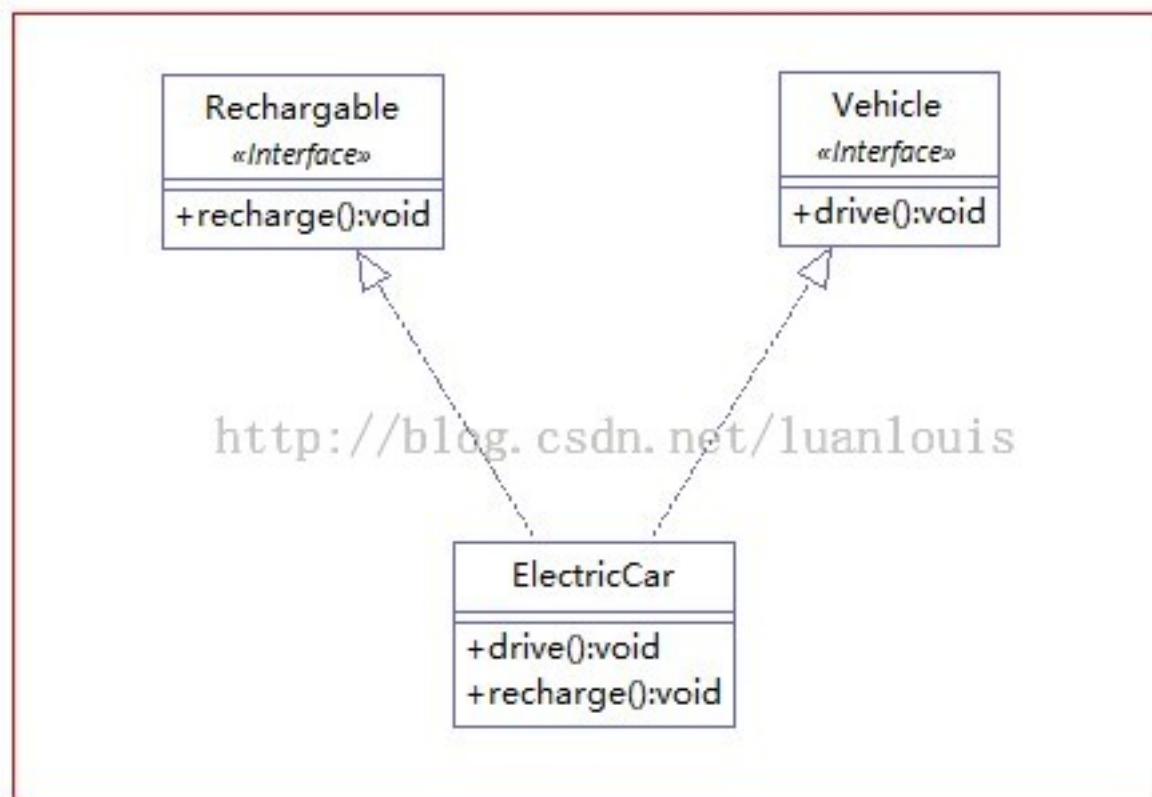 Rechargable
«Interface»
+recharge():void
Vehicle
«Interface»
+drive():void
http://blog.csdn.net/luanlouis
ElectricCar
+drive():void
+recharge():void